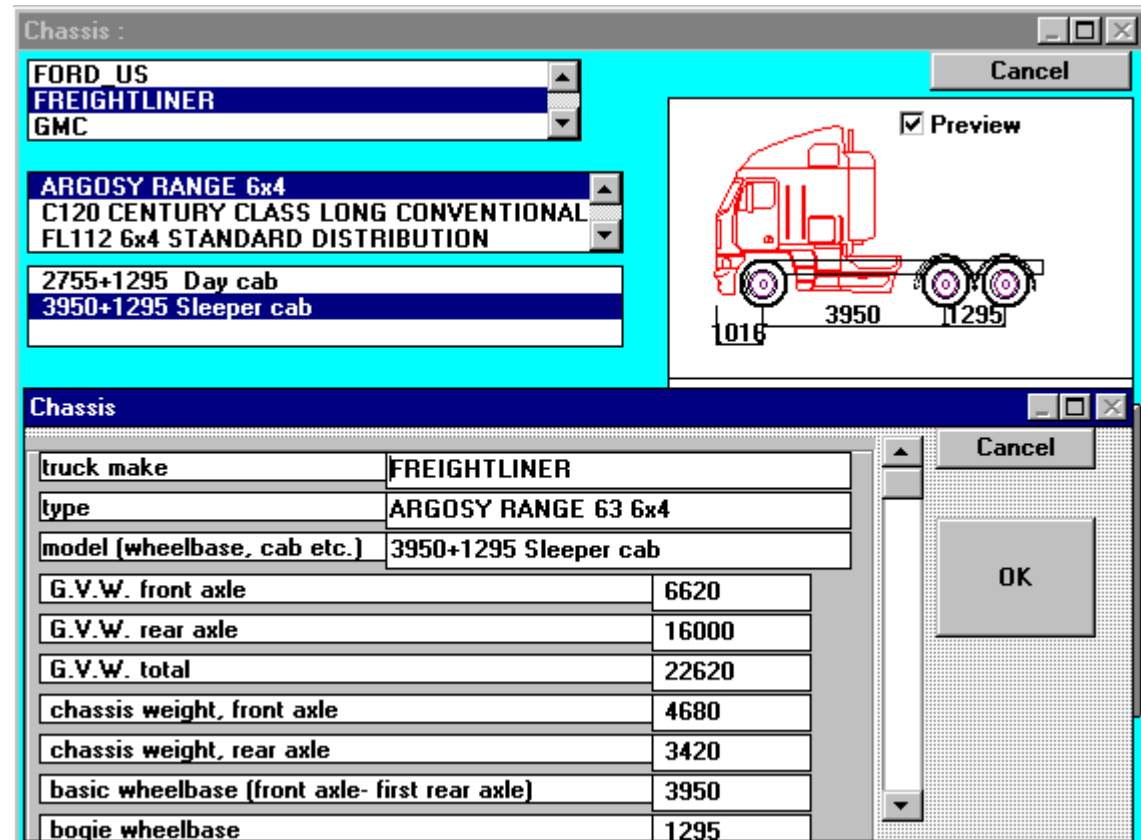 Chassis :
FORD_US
FREIGHTLINER
GMC
Cancel
Preview
ARGOSY RANGE 6x4
C120 CENTURY CLASS LONG CONVENTIONAL
FL112 6x4 STANDARD DISTRIBUTION
2755+1295 Day cab
3950+1295 Sleeper cab
1016 3950 1295
Chassis
Cancel
OK
truck make FREIGHTLINER
type ARGOSY RANGE 63 6x4
model (wheelbase, cab etc.) 3950+1295 Sleeper cab
G.V.W. front axle 6620
G.V.W. rear axle 16000
G.V.W. total 22620
chassis weight, front axle 4680
chassis weight, rear axle 3420
basic wheelbase (front axle- first rear axle) 3950
bogie wheelbase 1295